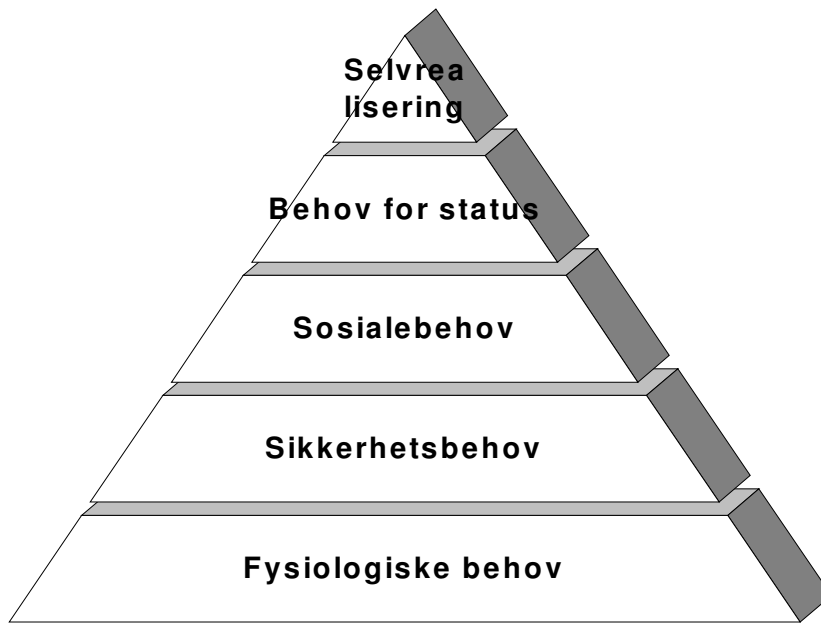 Selvrea
lisering
Behov for status
Sosialebehov
Sikkerhetsbehov
Fysiologiske behov